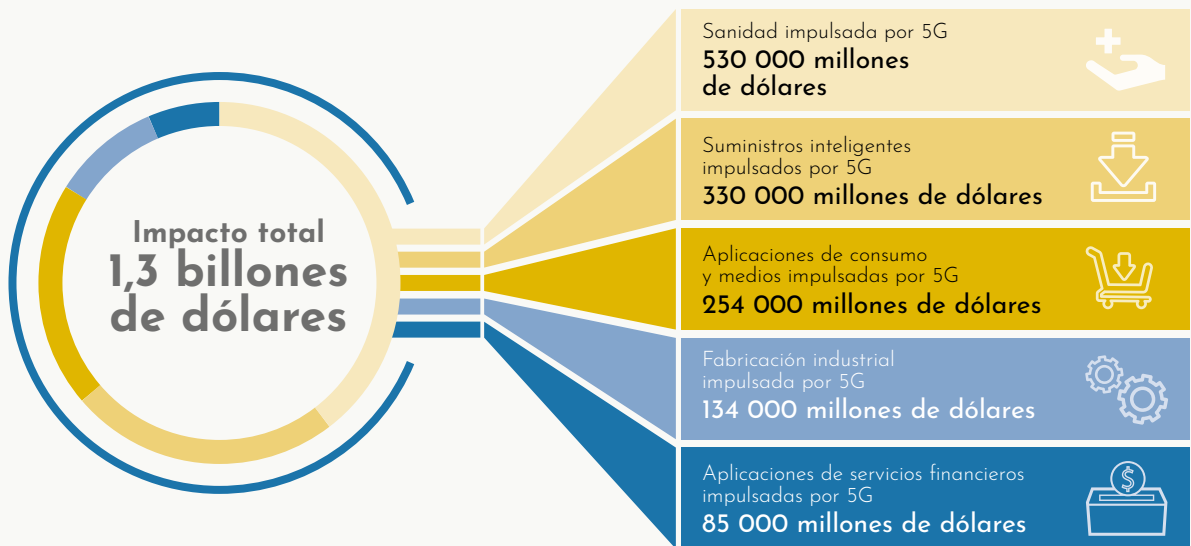 Impacto total
1,3 billones
de dólares
Sanidad impulsada por 5G
530 000 millones
de dólares
Suministros inteligentes
impulsados por 5G
330 000 millones de dólares
Aplicaciones de consumo
y medios impulsadas por 5G
254 000 millones de dólares
Fabricación industrial
impulsada por 5G
134 000 millones de dólares
Aplicaciones de servicios financieros
impulsadas por 5G
85 000 millones de dólares
$